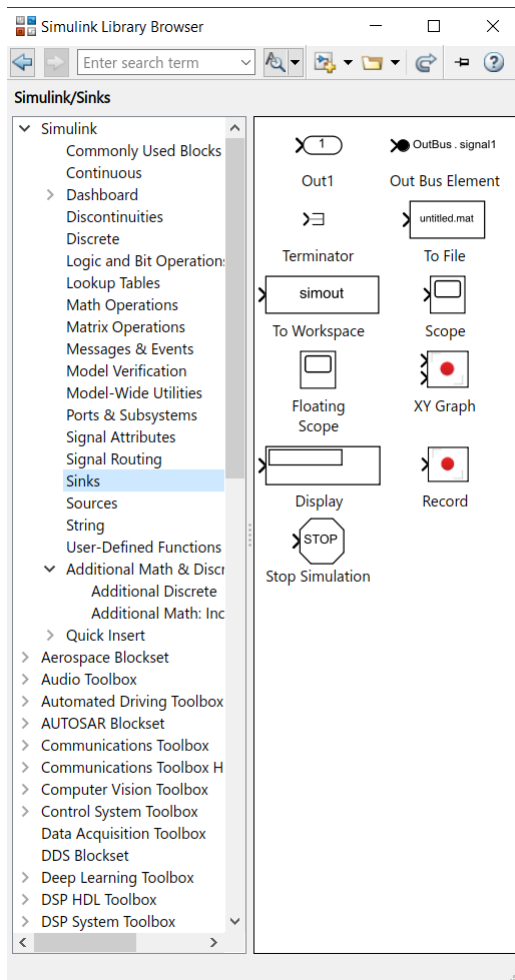 Simulink Library Browser
Enter search term
Simulink/Sinks
Simulink
Commonly Used Blocks
Continuous
Dashboard
Discontinuities
Discrete
Logic and Bit Operation:
Lookup Tables
Math Operations
Matrix Operations
Messages & Events
Model Verification
Model-Wide Utilities
Ports & Subsystems
Signal Attributes
Signal Routing
Sinks
Sources
String
User-Defined Functions
Additional Math & Discr
Additional Discrete
Additional Math: Inc
Quick Insert
Aerospace Blockset
Audio Toolbox
Automated Driving Toolbox
AUTOSAR Blockset
Communications Toolbox
Communications Toolbox H
Computer Vision Toolbox
Control System Toolbox
Data Acquisition Toolbox
DDS Blockset
Deep Learning Toolbox
DSP HDL Toolbox
DSP System Toolbox
1
OutBus . signal1
Out1
Out Bus Element
untitled.mat
Terminator
To File
simout
To Workspace
Scope
Floating
Scope
XY Graph
Display
Record
STOP
Stop Simulation